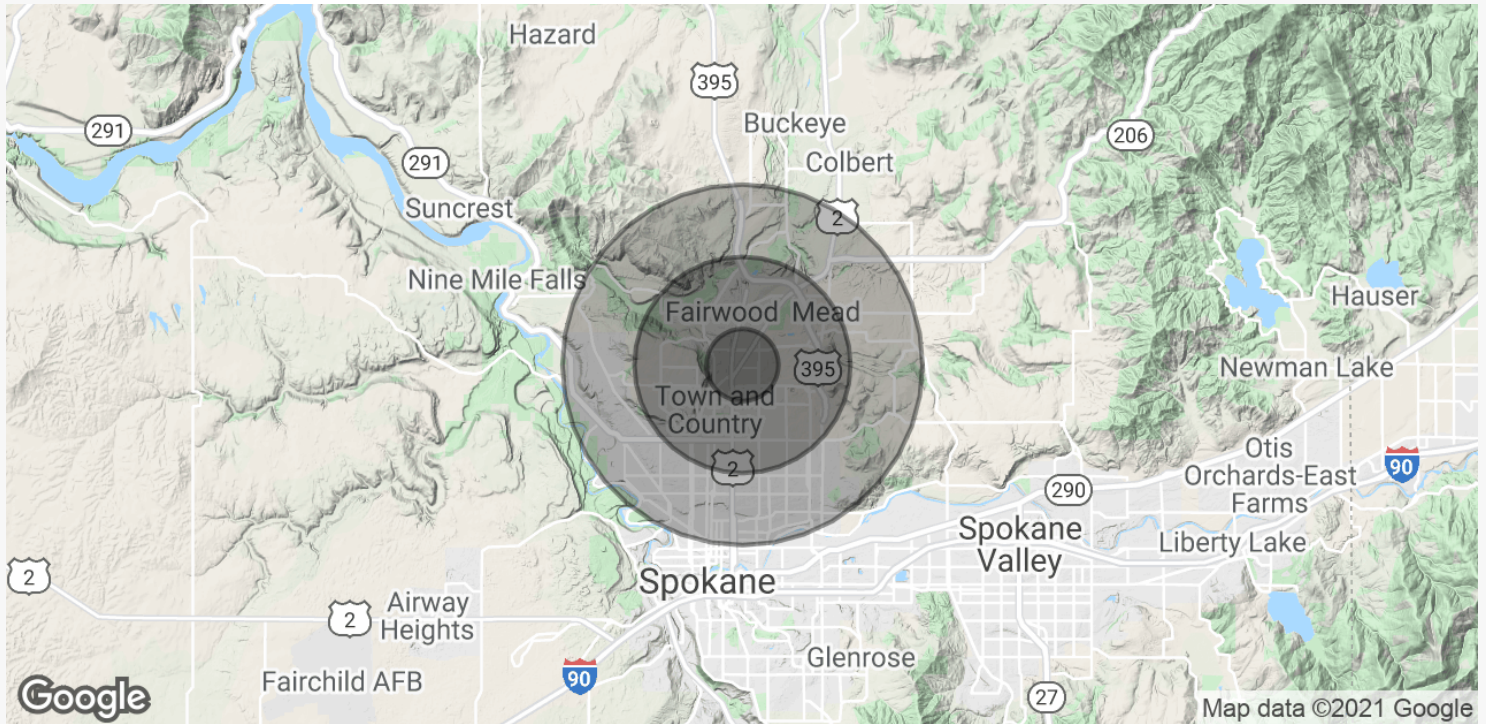 Hazard
395
Buckeye
291
206
Colbert
291
Suncrest
2
Nine Mile Falls
Hauser
Fairwood
Mead
395
Newman Lake
Town and
Country
Otis
Orchards-East
Farms
90
2
290
Spokane
Valley
Liberty Lake
2
Spokane
Airway
Heights
2
Glenrose
90
Fairchild AFB
27
Google
Map data ©2021 Google